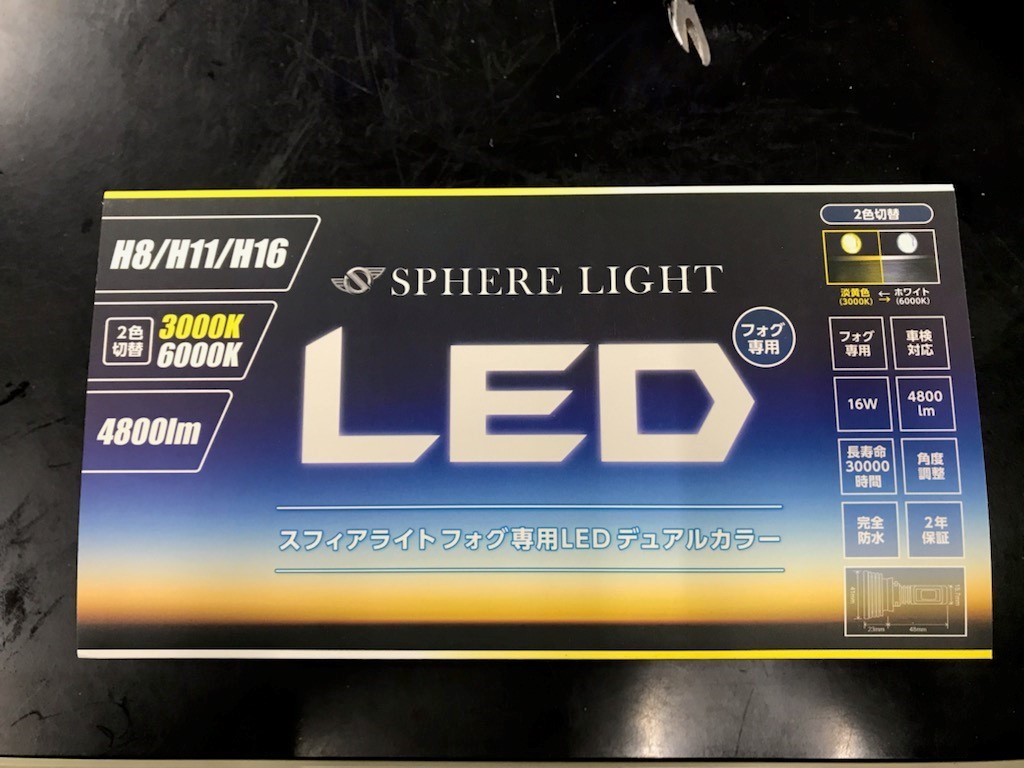 H8/H11/H16
2色
切替
3000K
6000K
4800lm
SPHERE LIGHT
LED
フォグ
専用
スフィアライト フォグ専用LED デュアルカラー
2色切替
淡黄色
(3000K)
←
→
ホワイト
(6000K)
フォグ
専用
車検
対応
16W
4800
lm
長寿命
30000
時間
角度
調整
完全
防水
2年
保証
23mm
48mm